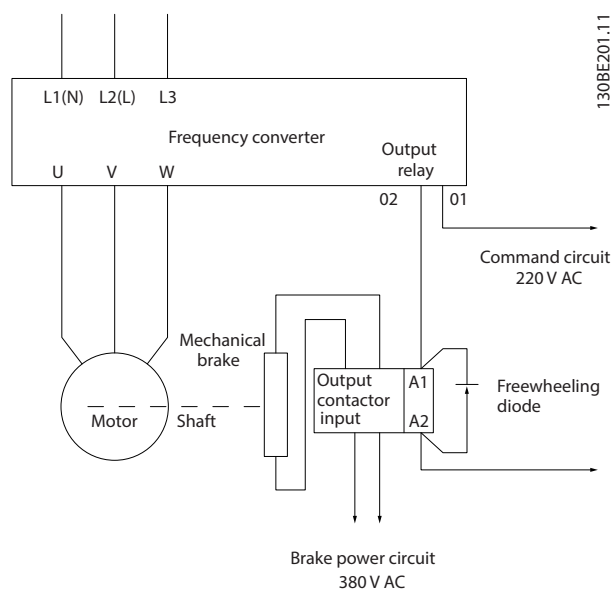 130BE201.11
L1(N) L2(L) L3
Frequency converter
U V W
Output
relay
02 01
Command circuit
220 V AC
Mechanical
brake
Output
contactor
input
A1
A2
Freewheeling
diode
Motor
Shaft
Brake power circuit
380 V AC